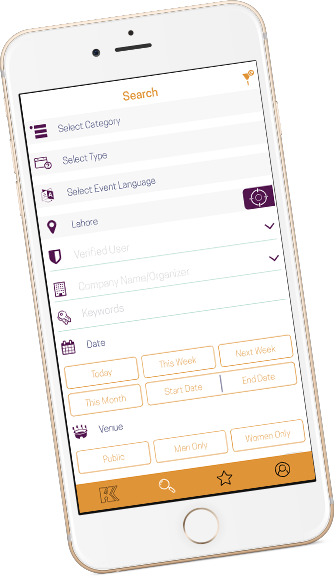 Search
Select Category
Select Type
Select Event Language
Lahore
Verified User
Company Name/Organiser
Keywords
Date
Today This Week Next Week
This Month Start Date End Date
Venue
Public Men Only Women Only